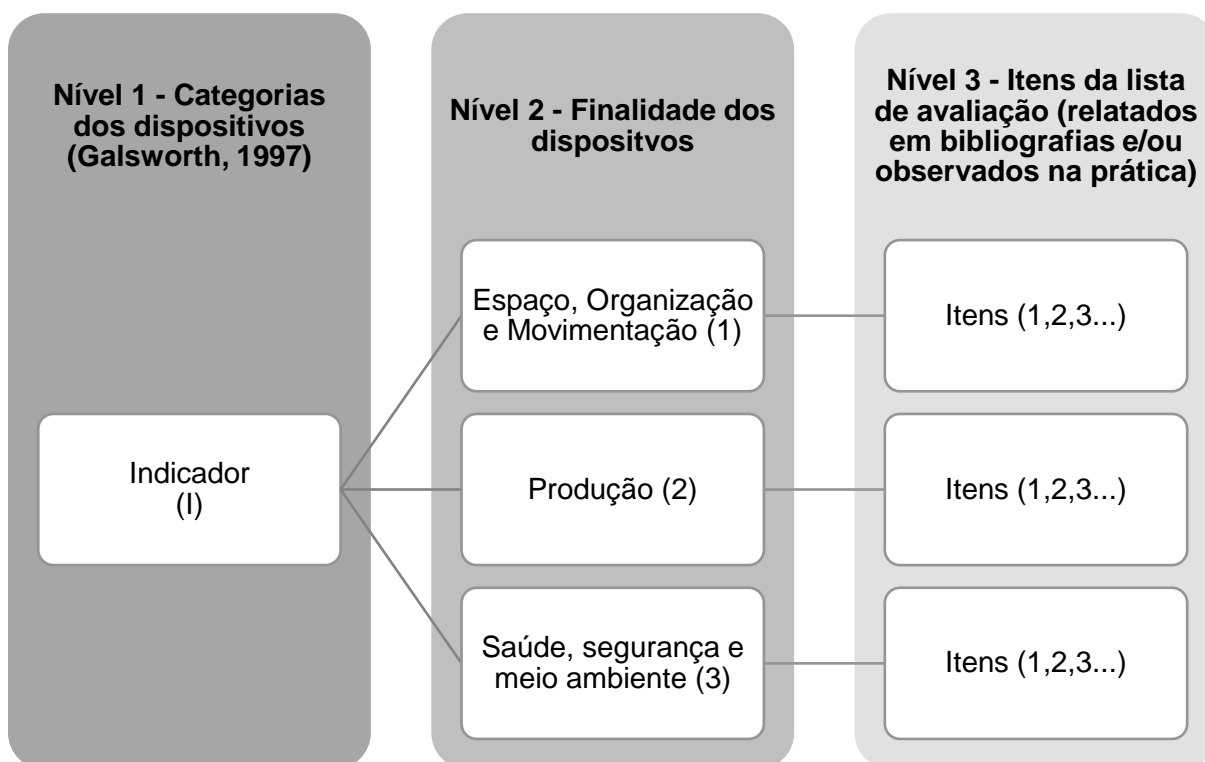 Nível 1 - Categorias
dos dispositivos
(Galsworth, 1997)
Nível 2 - Finalidade dos
dispositvos
Nível 3 - Itens da lista
de avaliação (relatados
em bibliografias e/ou
observados na prática)
Indicador
(I)
Espaço, Organização
e Movimentação (1)
Itens (1,2,3...)
Produção (2)
Itens (1,2,3...)
Saúde, segurança e
meio ambiente (3)
Itens (1,2,3...)